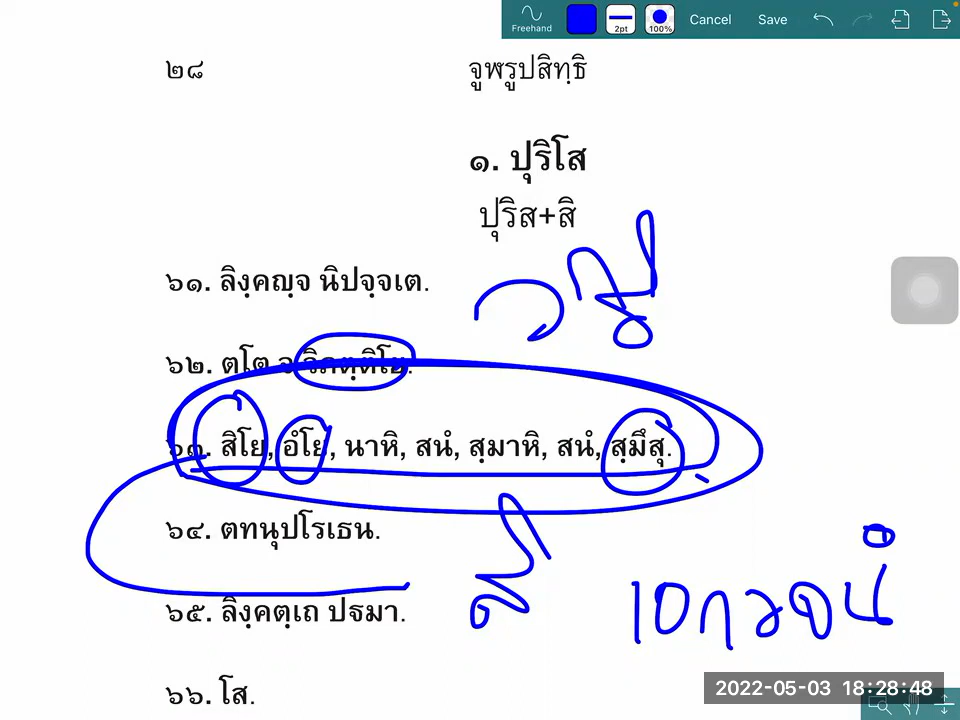 Freehand 2pt 100% Cancel Save
๒๘ จูฬรูปสิทฺธิ
๑. ปุริโส
ปุริส+สิ
๖๑. ลิงฺคญฺจ นิปจฺจเต.
๖๒. ตโต จ วิภตฺติโย.
๖๓. สิโย, อํโย, นาหิ, สนํ, สฺมาหิ, สนํ, สฺมึสุ.
๖๔. ตทนุปโรเธน.
สิ
เอกวจนํ
๖๕. ลิงฺคตฺเถ ปฐมา.
๖๖. โส.
2022-05-03 18:28:48